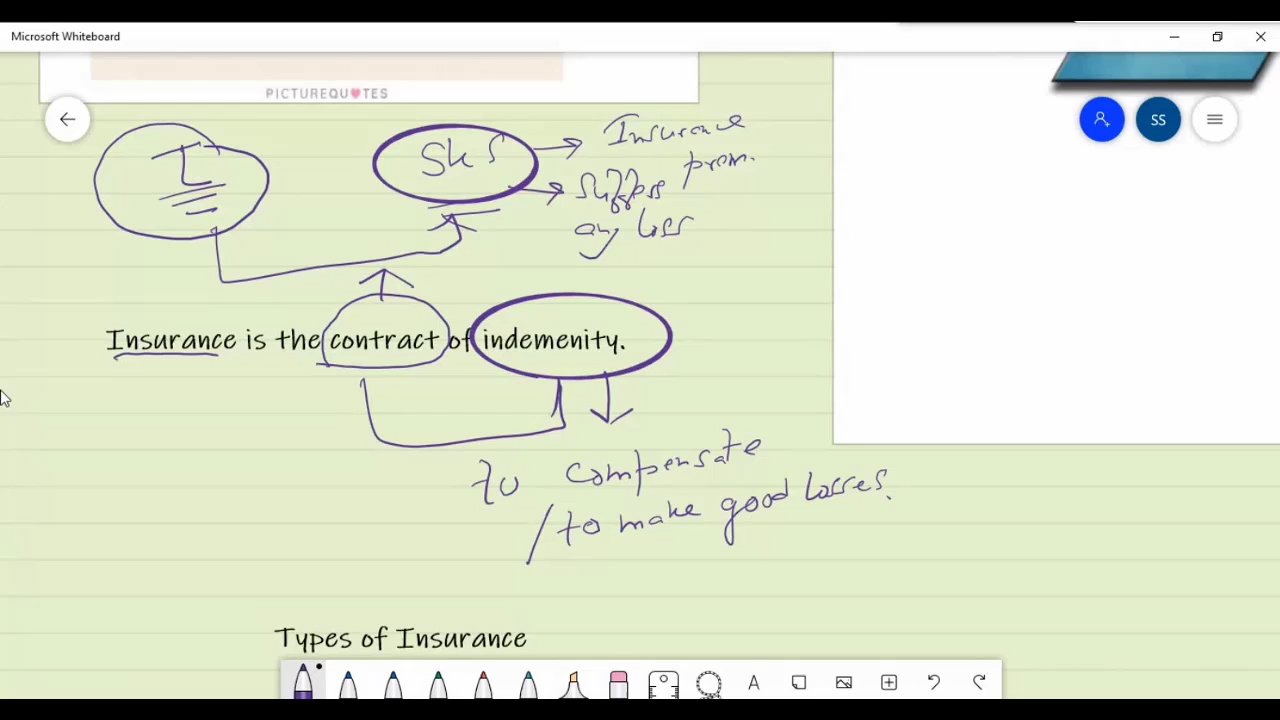 Microsoft Whiteboard
PICTUREQUOTES
SS
I
SKS
Insurance
prem.
Suffers
any loss
Insurance is the contract of indemenity.
to compensate
/ to make good losses.
Types of Insurance
A